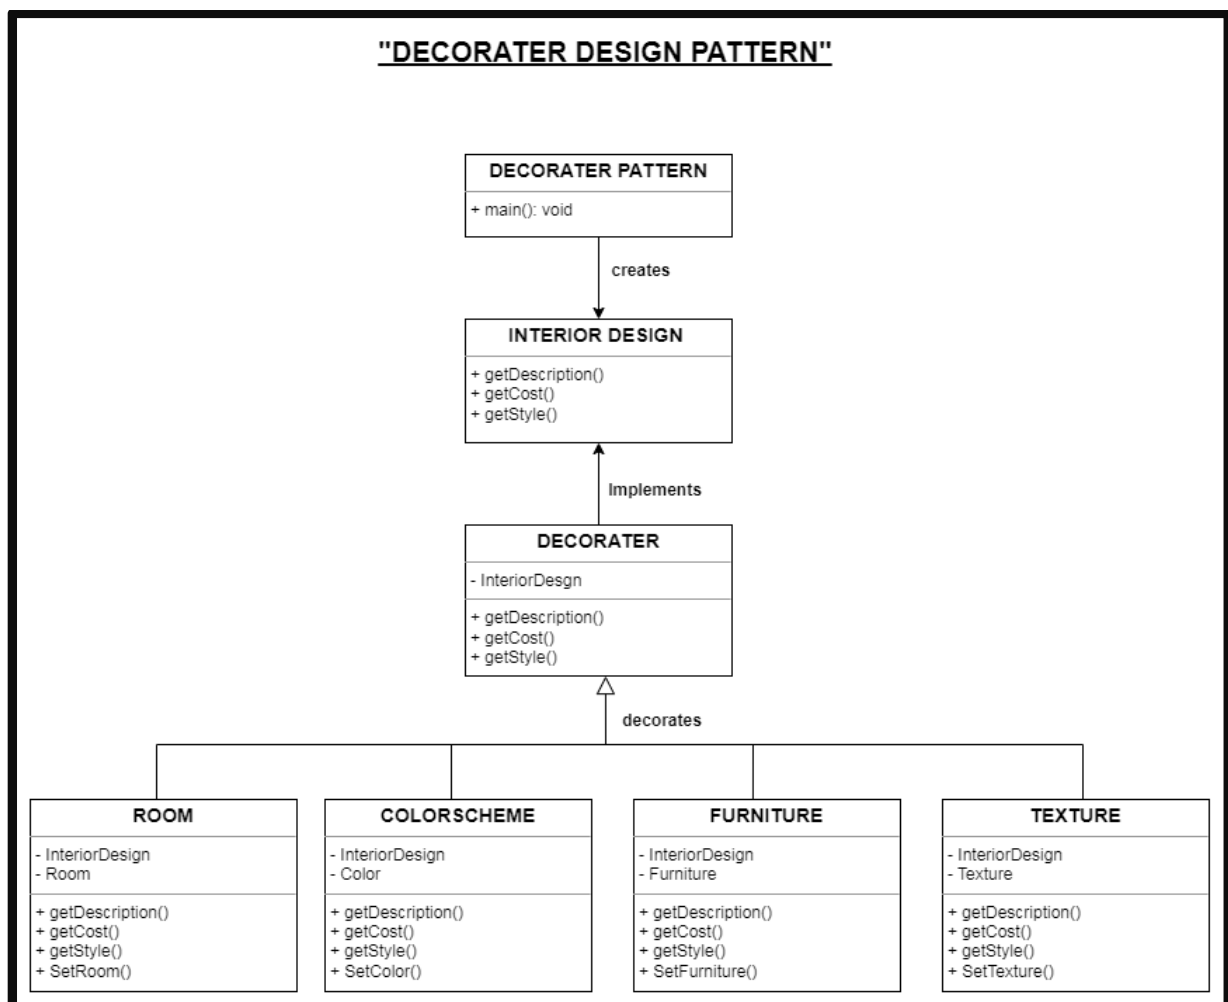 "DECORATER DESIGN PATTERN"
DECORATER PATTERN
+ main(): void
creates
INTERIOR DESIGN
+ getDescription()
+ getCost()
+ getStyle()
Implements
DECORATER
- InteriorDesgn
+ getDescription()
+ getCost()
+ getStyle()
decorates
ROOM
- InteriorDesign
- Room
+ getDescription()
+ getCost()
+ getStyle()
+ SetRoom()
COLORSCHEME
- InteriorDesign
- Color
+ getDescription()
+ getCost()
+ getStyle()
+ SetColor()
FURNITURE
- InteriorDesign
- Furniture
+ getDescription()
+ getCost()
+ getStyle()
+ SetFurniture()
TEXTURE
- InteriorDesign
- Texture
+ getDescription()
+ getCost()
+ getStyle()
+ SetTexture()